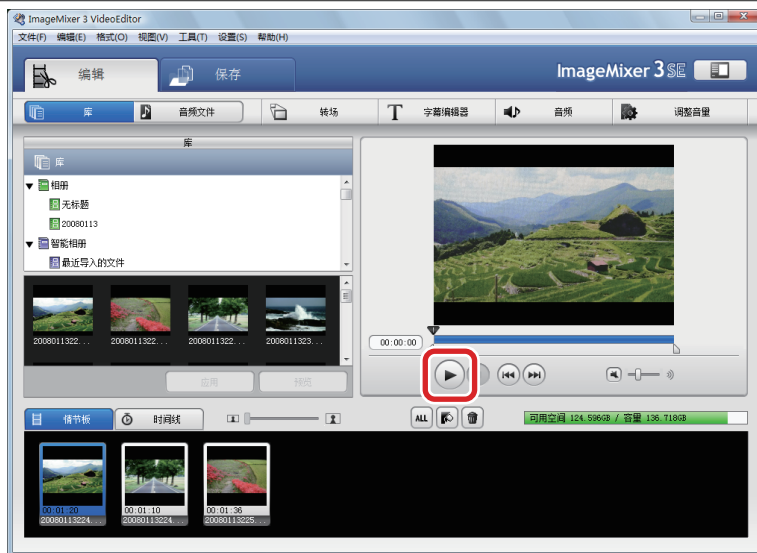 ImageMixer 3 VideoEditor
文件(F) 编辑(E) 格式(O) 视图(V) 工具(T) 设置(S) 帮助(H)
编辑 保存 ImageMixer 3 SE
库 音频文件 转场 T 字幕编辑器 音频 调整音量
库
库
相册
无标题
20080113
智能相册
最近导入的文件
2008011322... 2008011322... 2008011322... 2008011323...
00:00:00
应用 预览
情节板 时间线 ALL 可用空间 124.596GB / 容量 136.718GB
00:01:20 00:01:10 00:01:36
20080113224... 20080113224... 20080113225...